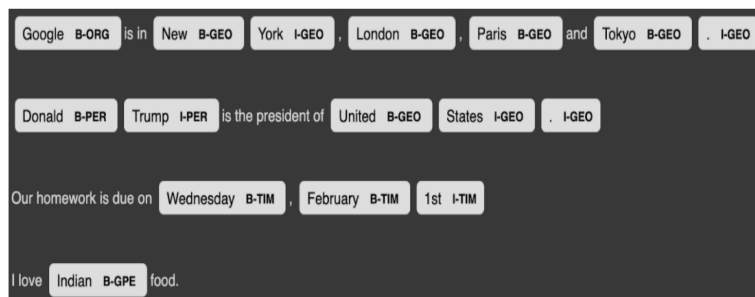 Google B-ORG is in New B-GEO York I-GEO , London B-GEO , Paris B-GEO and Tokyo B-GEO . I-GEO
Donald B-PER Trump I-PER is the president of United B-GEO States I-GEO . I-GEO
Our homework is due on Wednesday B-TIM , February B-TIM 1st I-TIM
I love Indian B-GPE food.